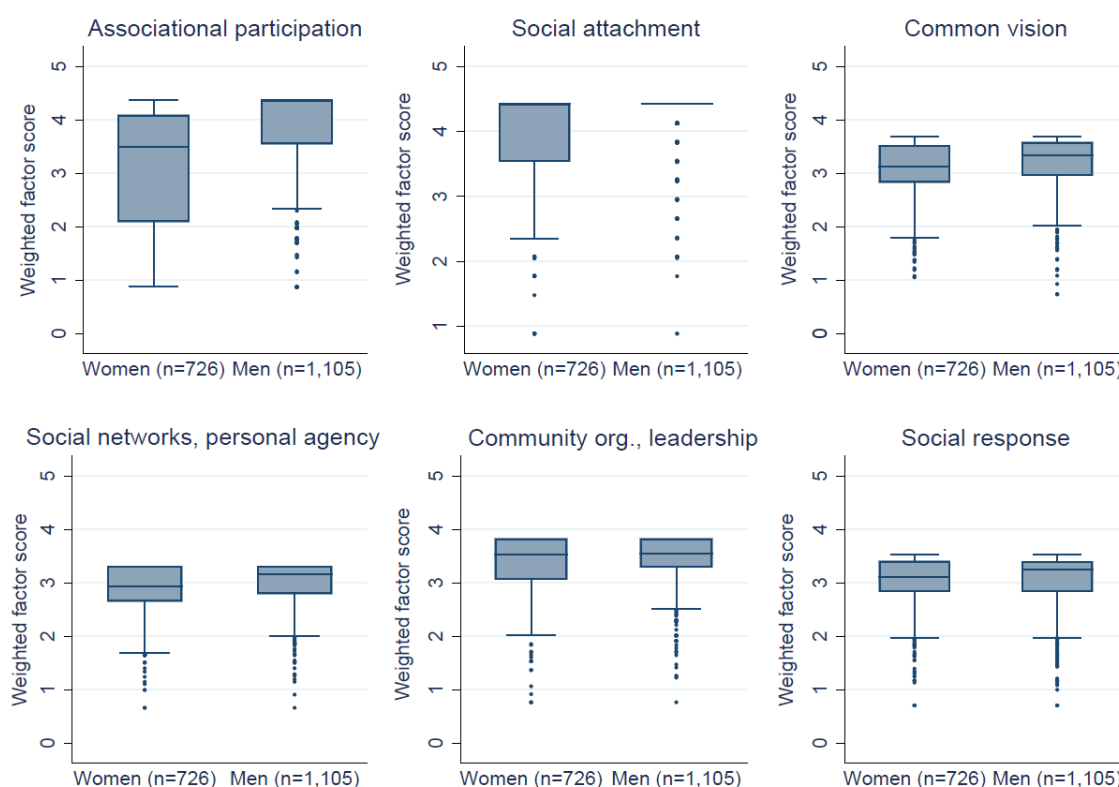 Associational participation
Weighted factor score
5
4
3
2
1
0
Women (n=726) Men (n=1,105)
Social attachment
Weighted factor score
5
4
3
2
1
Women (n=726) Men (n=1,105)
Common vision
Weighted factor score
5
4
3
2
1
0
Women (n=726) Men (n=1,105)
Social networks, personal agency
Weighted factor score
5
4
3
2
1
0
Women (n=726) Men (n=1,105)
Community org., leadership
Weighted factor score
5
4
3
2
1
0
Women (n=726) Men (n=1,105)
Social response
Weighted factor score
5
4
3
2
1
0
Women (n=726) Men (n=1,105)